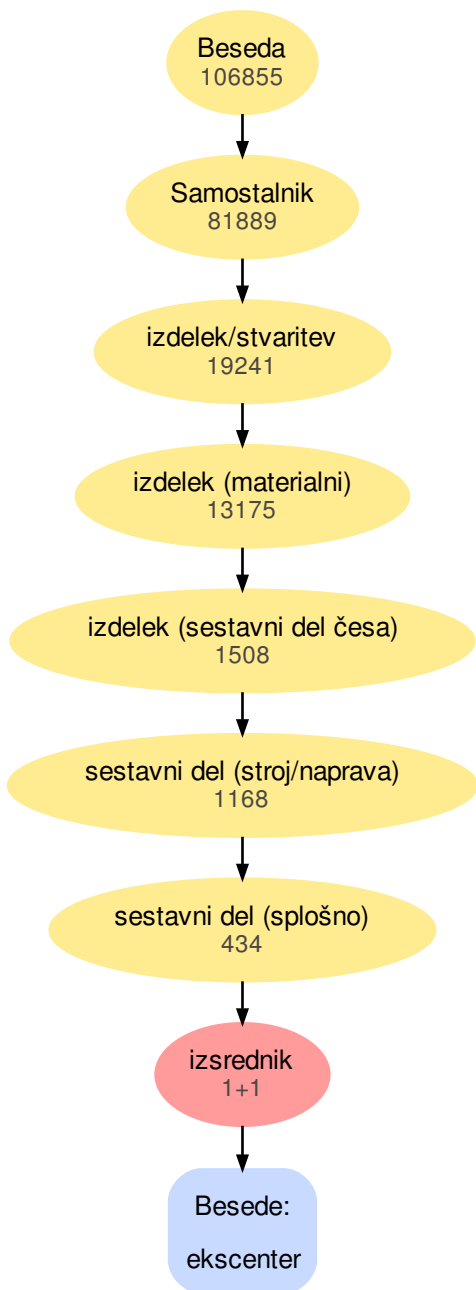 Beseda
106855
Samostalnik
81889
izdelek/stvaritev
19241
izdelek (materialni)
13175
izdelek (sestavni del česa)
1508
sestavni del (stroj/naprava)
1168
sestavni del (splošno)
434
izsrednik
1+1
Besede:
ekscenter